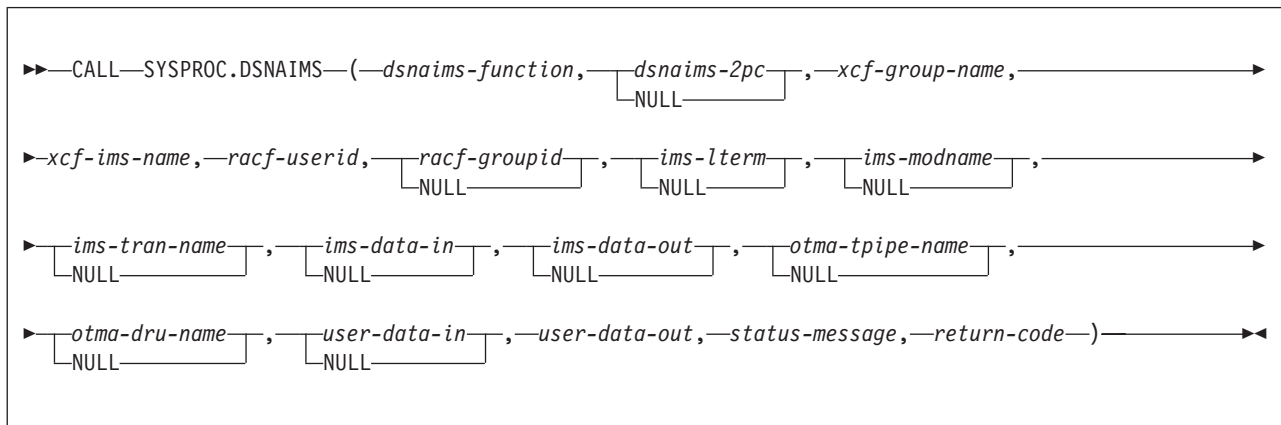 CALL SYSPROC.DSNAIMS ( dsnaims-function, dsnaims-2pc , xcf-group-name,
NULL
xcf-ims-name, racf-userid, racf-groupid , ims-lterm , ims-modname ,
NULL NULL NULL
ims-tran-name , ims-data-in , ims-data-out , otma-tpipe-name ,
NULL NULL NULL NULL
otma-dru-name , user-data-in , user-data-out, status-message, return-code )
NULL NULL